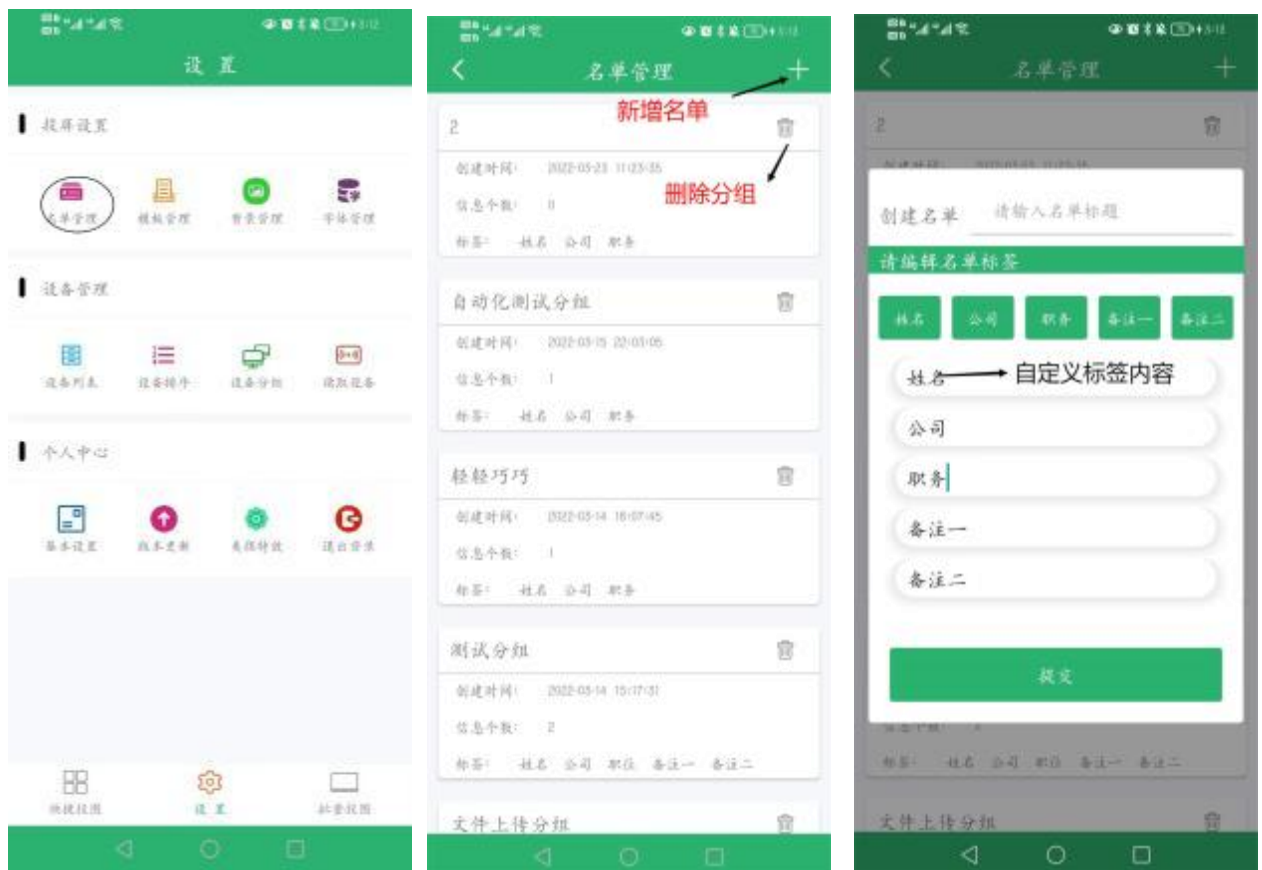 设 置
投屏设置
名单管理 模板管理 背景管理 字体管理
设备管理
设备列表 设备排序 设备分组 读取设备
个人中心
基本设置 版本更新 美颜特效 退出登录
快捷投图 设 置 批量投图
名单管理
新增名单
2
创建时间: 2022-03-23 11:23:35
删除分组
信息个数: 0
标签: 姓名 公司 职务
自动化测试分组
创建时间: 2022-03-15 22:03:05
信息个数: 1
标签: 姓名 公司 职务
轻轻巧巧
创建时间: 2022-03-14 16:07:45
信息个数: 1
标签: 姓名 公司 职务
测试分组
创建时间: 2022-03-14 15:17:31
信息个数: 2
标签: 姓名 公司 职位 备注一 备注二
文件上传分组
名单管理
2
创建名单 请输入名单标题
请编辑名单标签
姓名 公司 职务 备注一 备注二
姓名 自定义标签内容
公司
职务
备注一
备注二
提交
标签: 姓名 公司 职位 备注一 备注二
文件上传分组